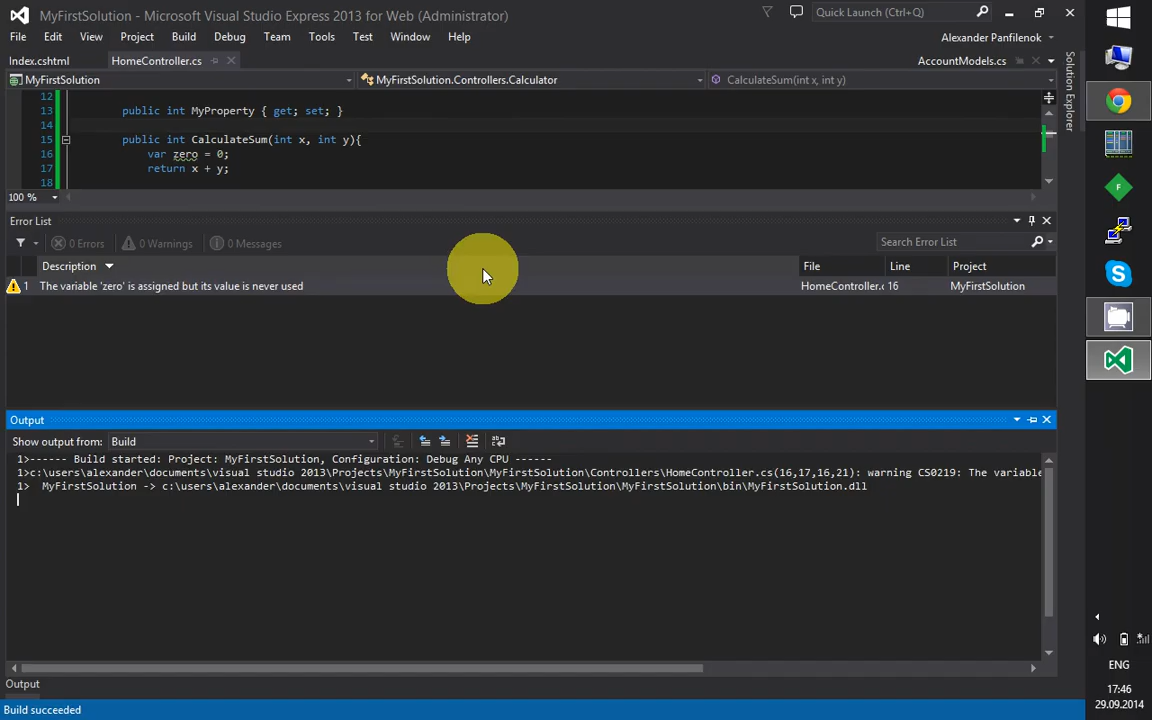 MyFirstSolution - Microsoft Visual Studio Express 2013 for Web (Administrator)
Quick Launch (Ctrl+Q)
File Edit View Project Build Debug Team Tools Test Window Help
Alexander Panfilenok
Index.cshtml HomeController.cs AccountModels.cs
MyFirstSolution MyFirstSolution.Controllers.Calculator CalculateSum(int x, int y)
Solution Explorer
12
13 public int MyProperty { get; set; }
14
15 public int CalculateSum(int x, int y){
16 var zero = 0;
17 return x + y;
18
100 %
Error List
0 Errors 0 Warnings 0 Messages Search Error List
Description File Line Project
1 The variable 'zero' is assigned but its value is never used HomeController.c 16 MyFirstSolution
Output
Show output from: Build
1>------ Build started: Project: MyFirstSolution, Configuration: Debug Any CPU ------
1>c:\users\alexander\documents\visual studio 2013\Projects\MyFirstSolution\MyFirstSolution\Controllers\HomeController.cs(16,17,16,21): warning CS0219: The variable
1> MyFirstSolution -> c:\users\alexander\documents\visual studio 2013\Projects\MyFirstSolution\MyFirstSolution\bin\MyFirstSolution.dll
Output
Build succeeded
F
ENG
17:46
29.09.2014